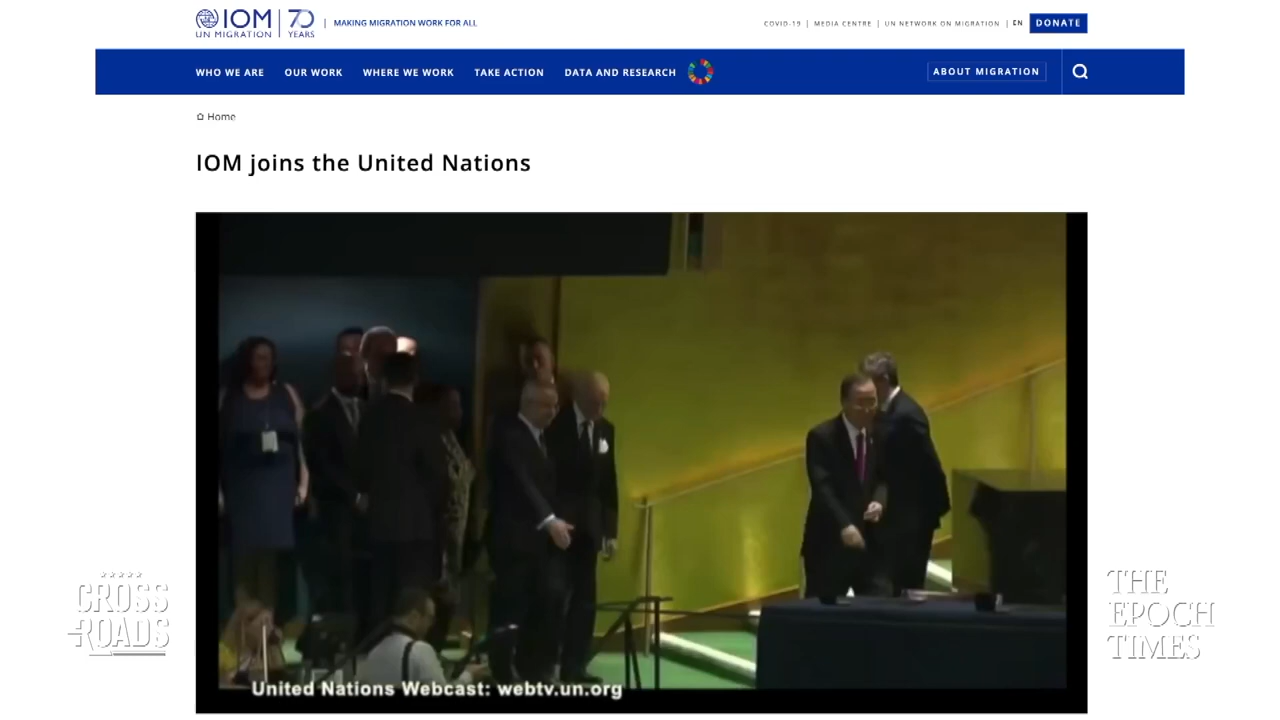 IOM
UN MIGRATION
70
YEARS
MAKING MIGRATION WORK FOR ALL
COVID-19 | MEDIA CENTRE | UN NETWORK ON MIGRATION | EN
DONATE
WHO WE ARE
OUR WORK
WHERE WE WORK
TAKE ACTION
DATA AND RESEARCH
ABOUT MIGRATION
Home
IOM joins the United Nations
United Nations Webcast: webtv.un.org
CROSS
ROADS
THE
EPOCH
TIMES